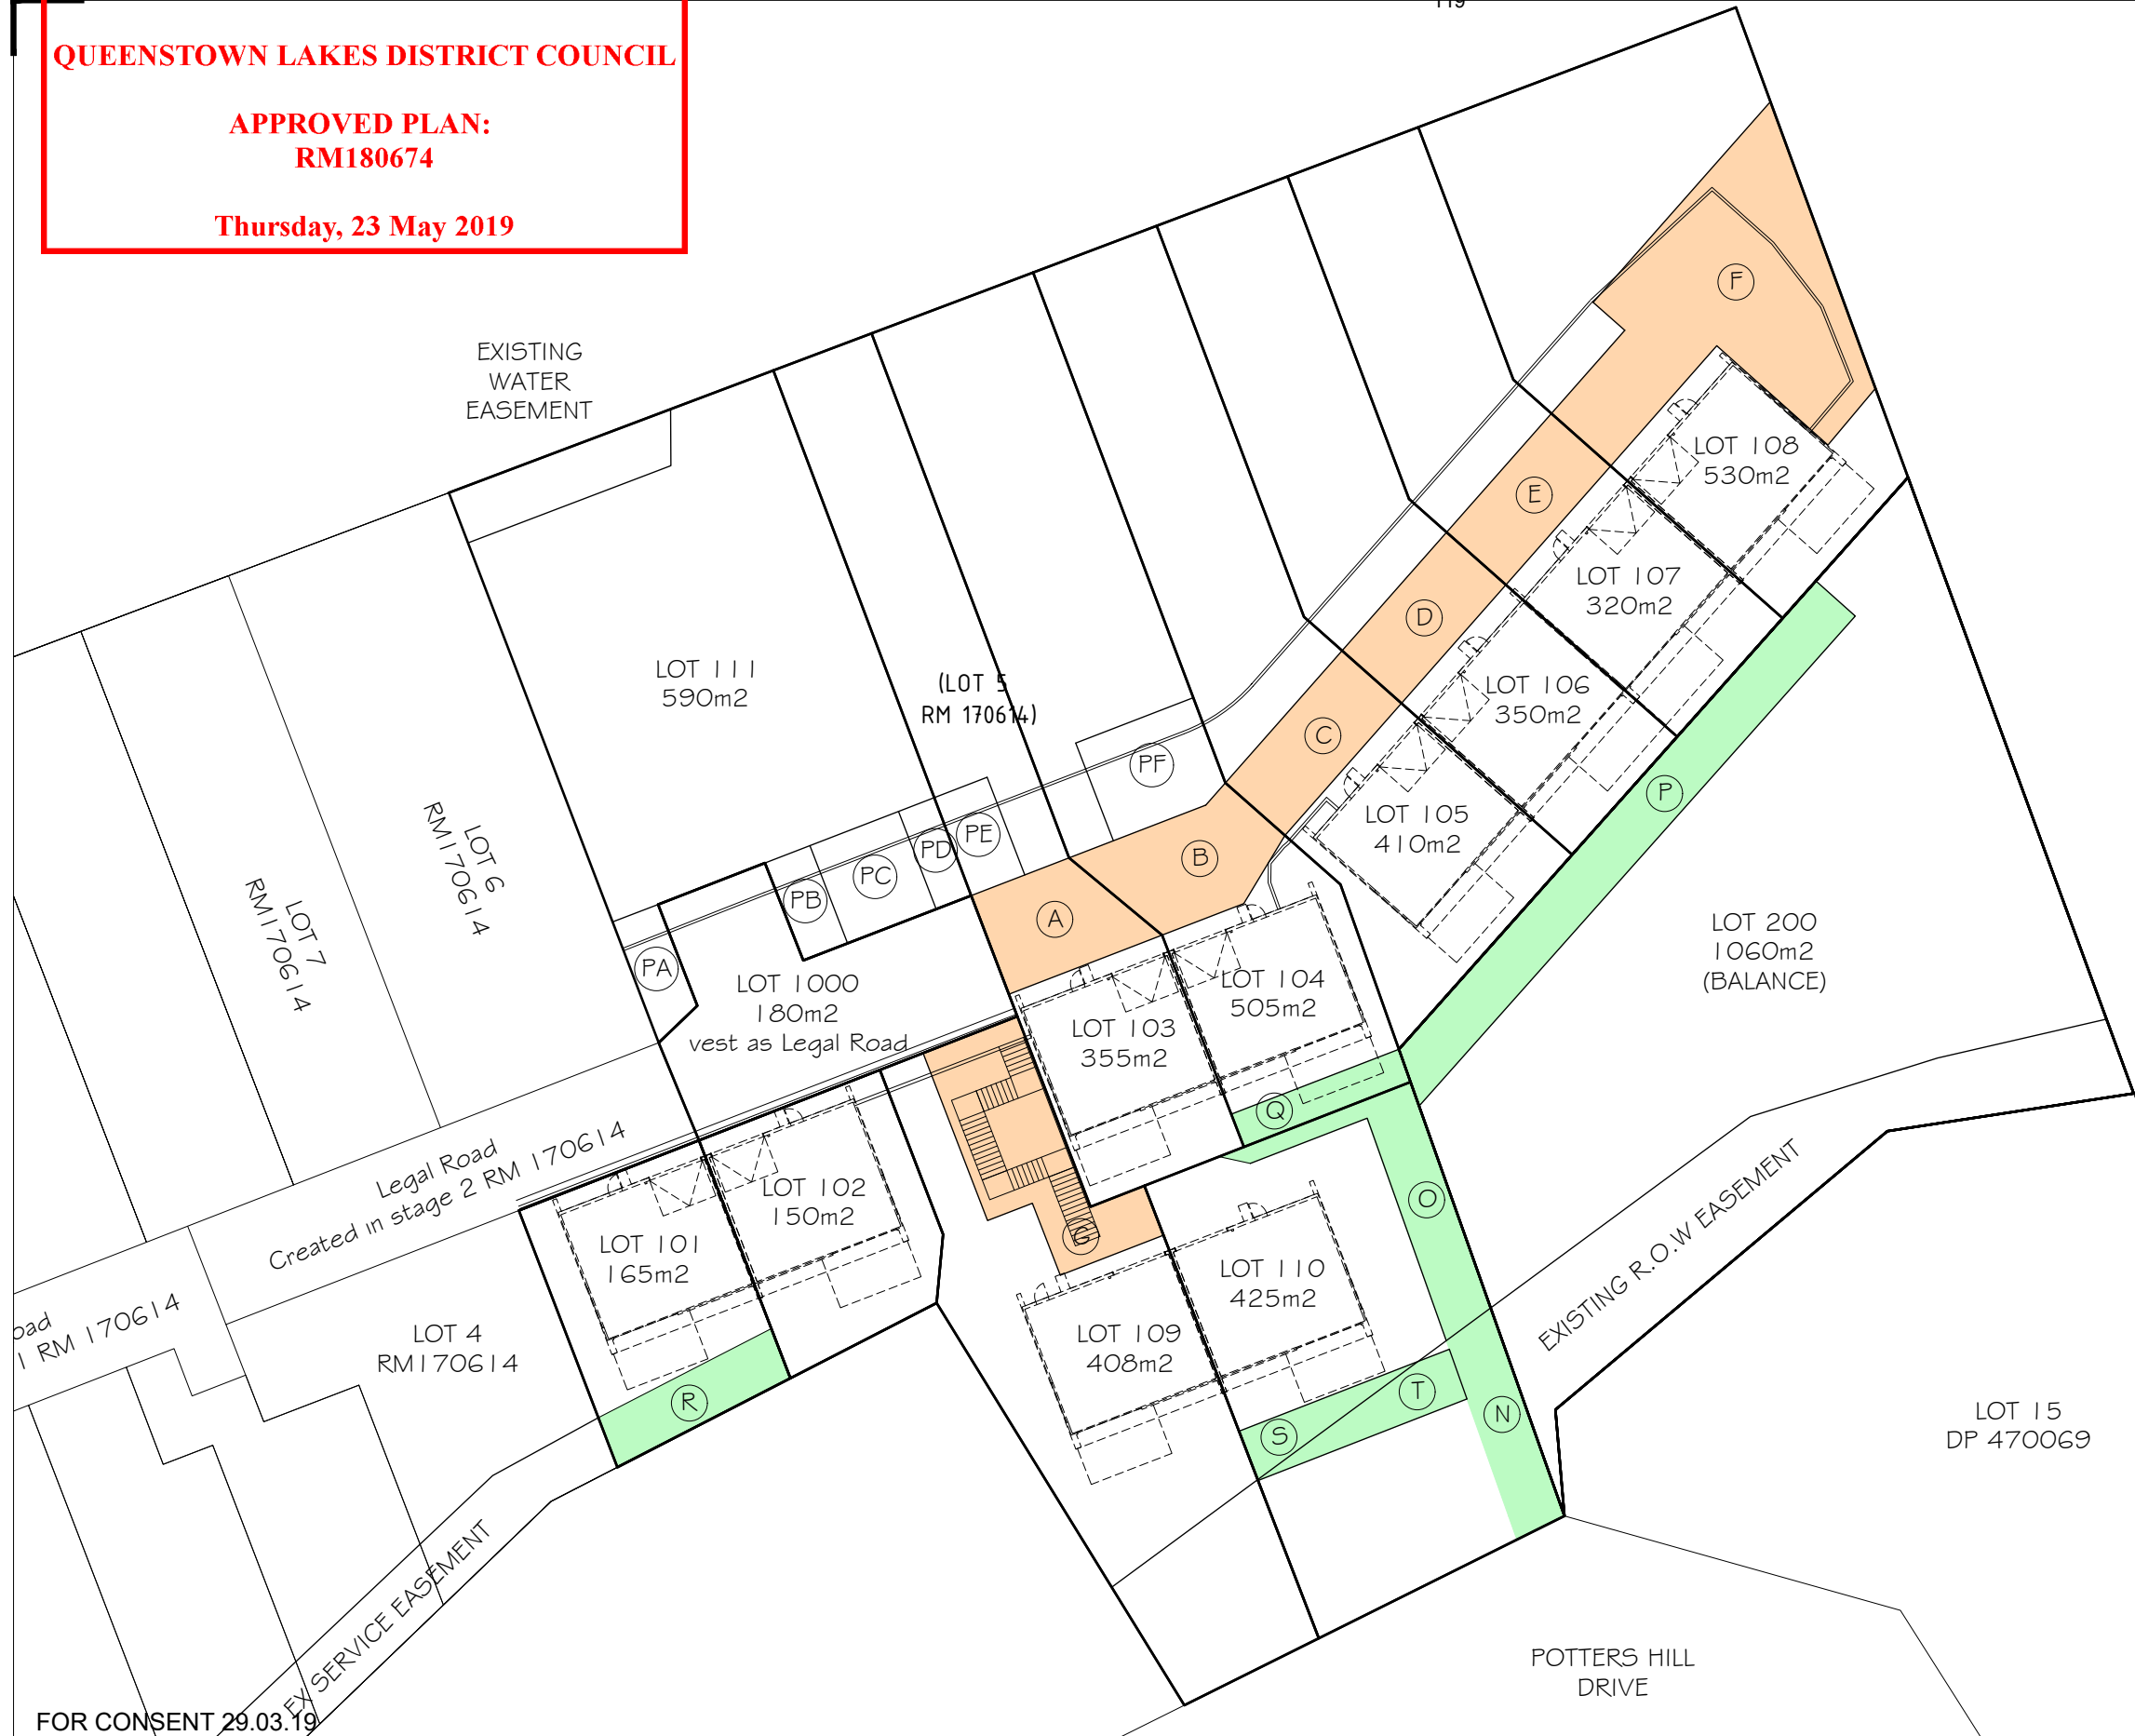 119
QUEENSTOWN LAKES DISTRICT COUNCIL
APPROVED PLAN:
RM180674
Thursday, 23 May 2019
EXISTING
WATER
EASEMENT
F
LOT 108
530m2
E
LOT 107
320m2
D
LOT 111
590m2
(LOT 5
RM 170614)
LOT 106
350m2
C
PF
P
LOT 105
410m2
PE
PD
B
PC
PB
A
LOT 6
RM170614
LOT 7
RM170614
PA
LOT 200
1060m2
(BALANCE)
LOT 1000
180m2
vest as Legal Road
LOT 104
505m2
LOT 103
355m2
Q
Legal Road
Created in stage 2 RM 170614
LOT 102
150m2
O
EXISTING R.O.W EASEMENT
G
LOT 101
165m2
LOT 110
425m2
oad
1 RM 170614
LOT 4
RM170614
LOT 109
408m2
R
T
S
N
LOT 15
DP 470069
EX SERVICE EASEMENT
POTTERS HILL
DRIVE
FOR CONSENT 29.03.19